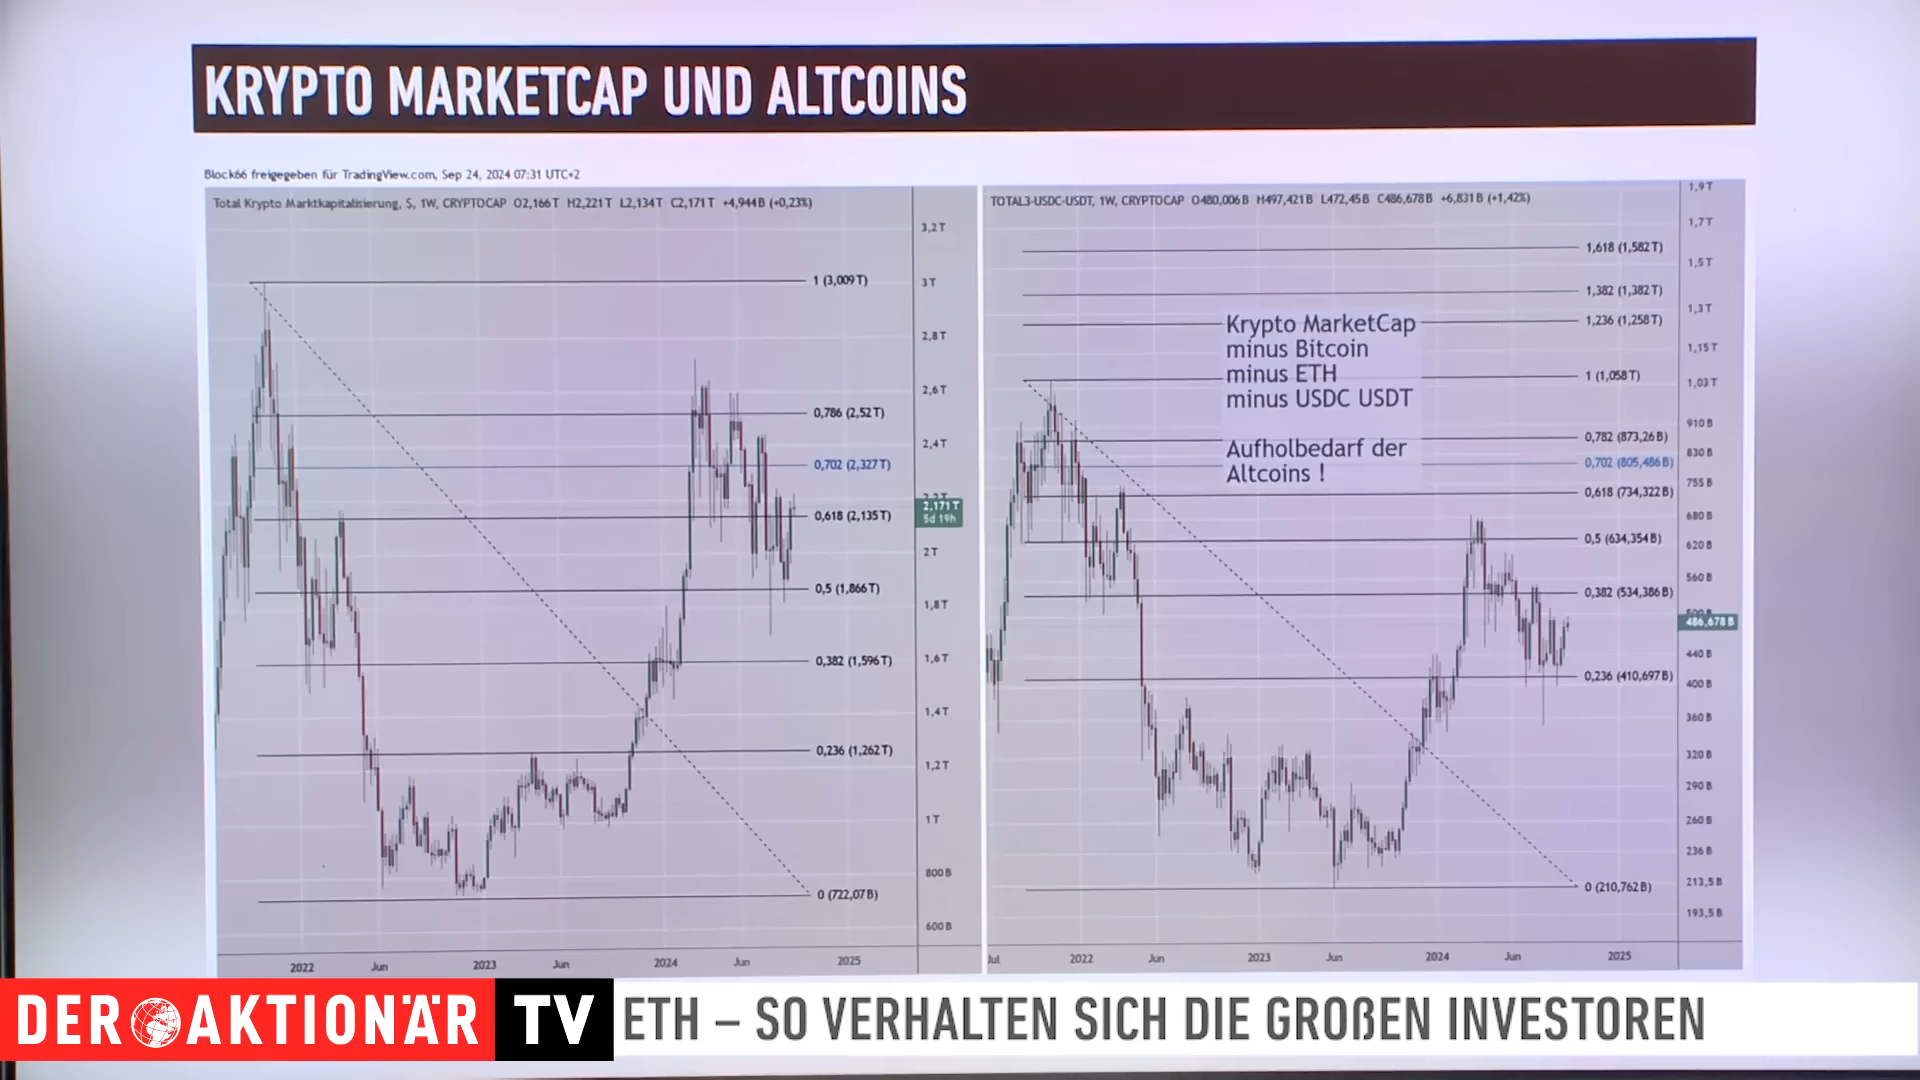 KRYPTO MARKETCAP UND ALTCOINS
Block66 freigegeben für TradingView.com, Sep 24, 2024 07:31 UTC+2
Total Krypto Marktkapitalisierung, $, 1W, CRYPTOCAP O2,166T H2,221T L2,134T C2,171T +4,944B (+0,23%)
3,2T
1 (3,009T)
3T
2,8T
2,6T
0,786 (2,52T)
2,4T
0,702 (2,327T)
2,2T
2,171T
5d 19h
0,618 (2,135T)
2T
0,5 (1,866T)
1,8T
0,382 (1,596T)
1,6T
1,4T
0,236 (1,262T)
1,2T
1T
800B
0 (722,07B)
600B
2022
Jun
2023
Jun
2024
Jun
2025
TOTAL3-USDC-USDT, 1W, CRYPTOCAP O480,006B H497,421B L472,45B C486,678B +6,831B (+1,42%)
1,9T
1,7T
1,618 (1,582T)
1,5T
1,382 (1,382T)
1,3T
1,236 (1,258T)
1,15T
1 (1,058T)
1,03T
Krypto MarketCap
minus Bitcoin
minus ETH
minus USDC USDT
Aufholbedarf der
Altcoins !
910B
0,782 (873,26B)
830B
0,702 (805,486B)
755B
0,618 (734,322B)
680B
0,5 (634,354B)
620B
560B
0,382 (534,386B)
500B
486,678B
440B
0,236 (410,697B)
400B
360B
320B
290B
260B
236B
213,5B
0 (210,762B)
193,5B
Jul
2022
Jun
2023
Jun
2024
Jun
2025
DER AKTIONÄR TV
ETH – SO VERHALTEN SICH DIE GROẞEN INVESTOREN